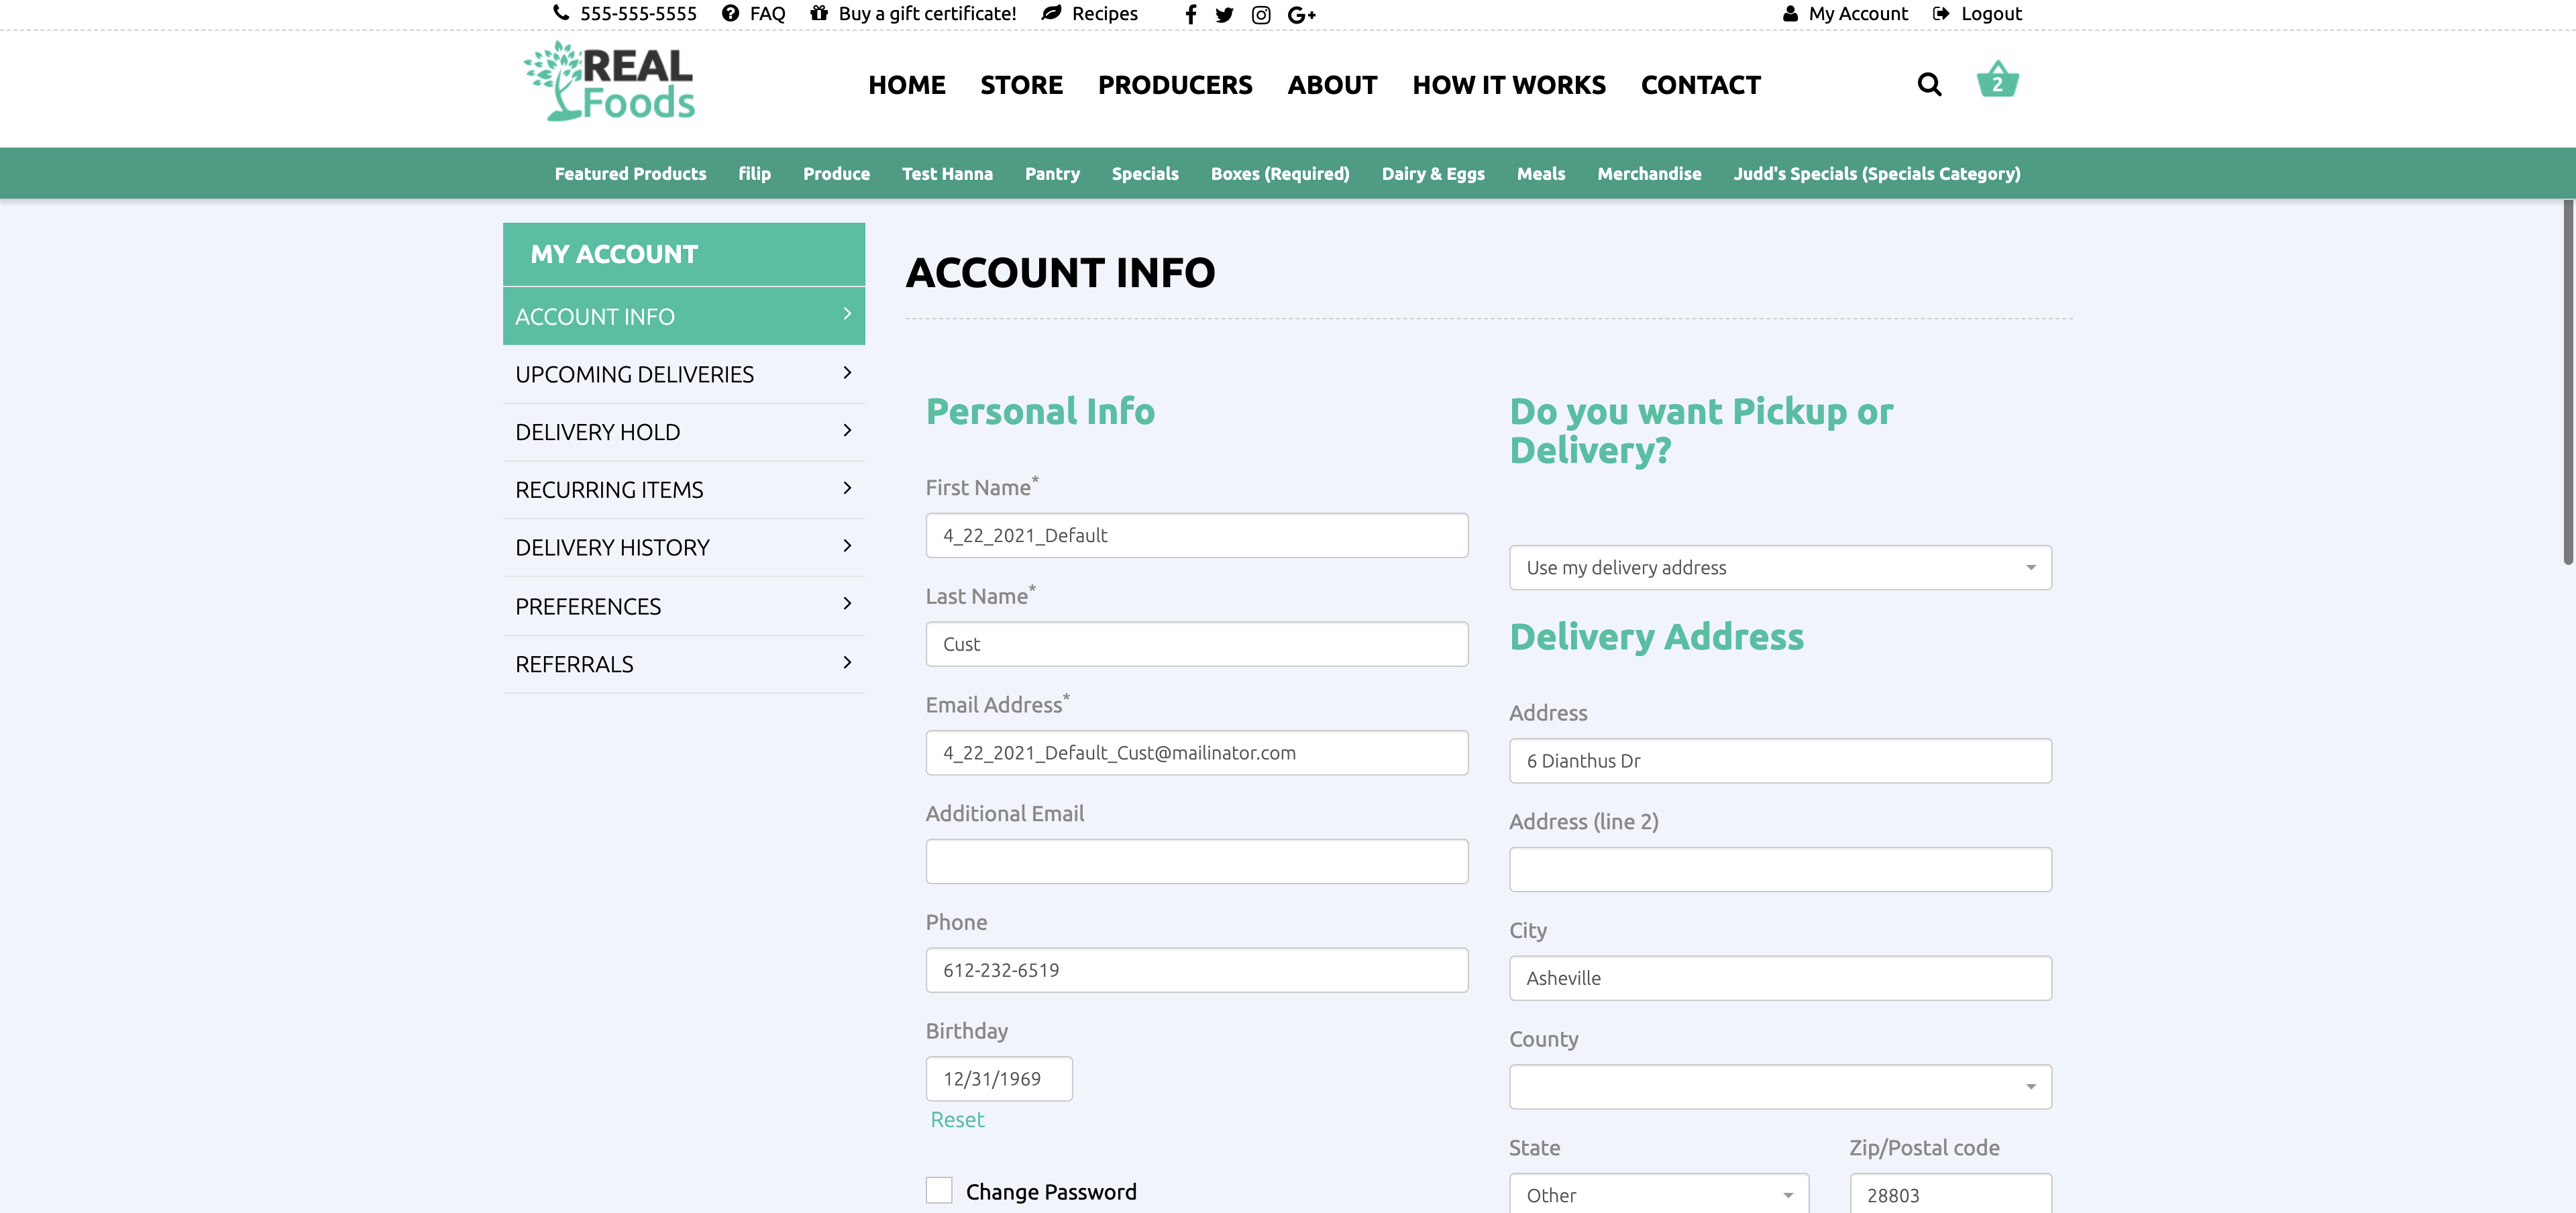 555-555-5555 FAQ Buy a gift certificate! Recipes My Account Logout
REAL
Foods
HOME STORE PRODUCERS ABOUT HOW IT WORKS CONTACT
2
Featured Products filip Produce Test Hanna Pantry Specials Boxes (Required) Dairy & Eggs Meals Merchandise Judd's Specials (Specials Category)
MY ACCOUNT
ACCOUNT INFO
UPCOMING DELIVERIES
DELIVERY HOLD
RECURRING ITEMS
DELIVERY HISTORY
PREFERENCES
REFERRALS
ACCOUNT INFO
Personal Info
First Name*
4_22_2021_Default
Last Name*
Cust
Email Address*
4_22_2021_Default_Cust@mailinator.com
Additional Email
Phone
612-232-6519
Birthday
12/31/1969
Reset
Change Password
Do you want Pickup or
Delivery?
Use my delivery address
Delivery Address
Address
6 Dianthus Dr
Address (line 2)
City
Asheville
County
State Zip/Postal code
Other 28803